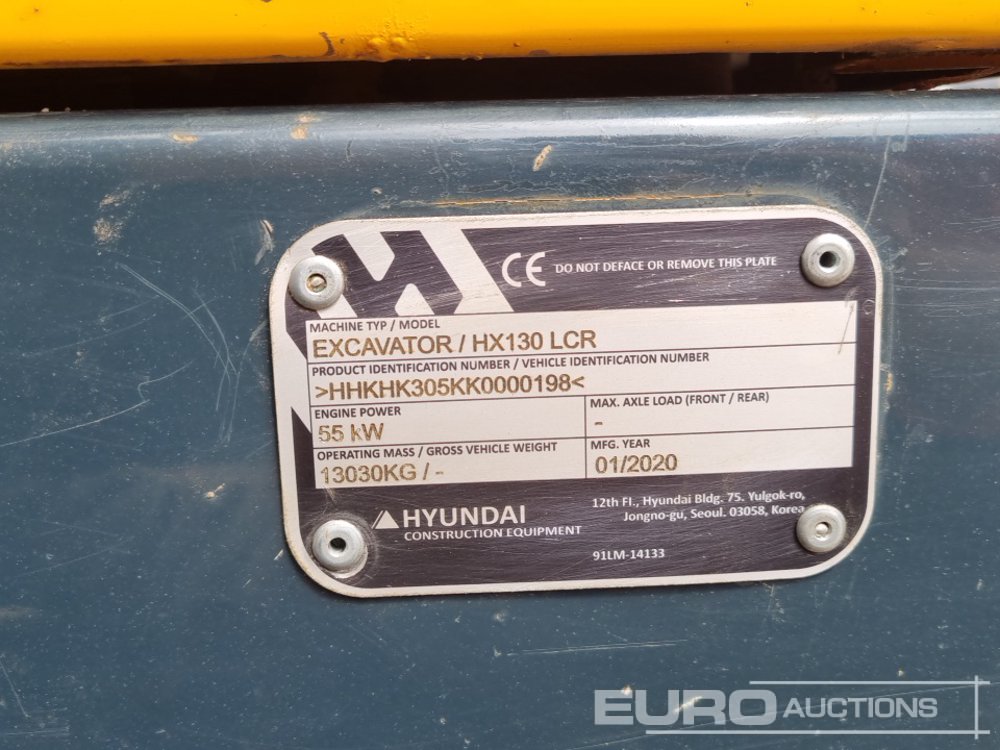 CE DO NOT DEFACE OR REMOVE THIS PLATE
MACHINE TYP / MODEL
EXCAVATOR / HX130 LCR
PRODUCT IDENTIFICATION NUMBER / VEHICLE IDENTIFICATION NUMBER
>HHKHK305KK0000198<
ENGINE POWER
55 kW
MAX. AXLE LOAD (FRONT / REAR)
-
OPERATING MASS / GROSS VEHICLE WEIGHT
13030KG / -
MFG. YEAR
01/2020
HYUNDAI
CONSTRUCTION EQUIPMENT
12th Fl., Hyundai Bldg. 75. Yulgok-ro,
Jongno-gu, Seoul. 03058, Korea
91LM-14133
EURO AUCTIONS